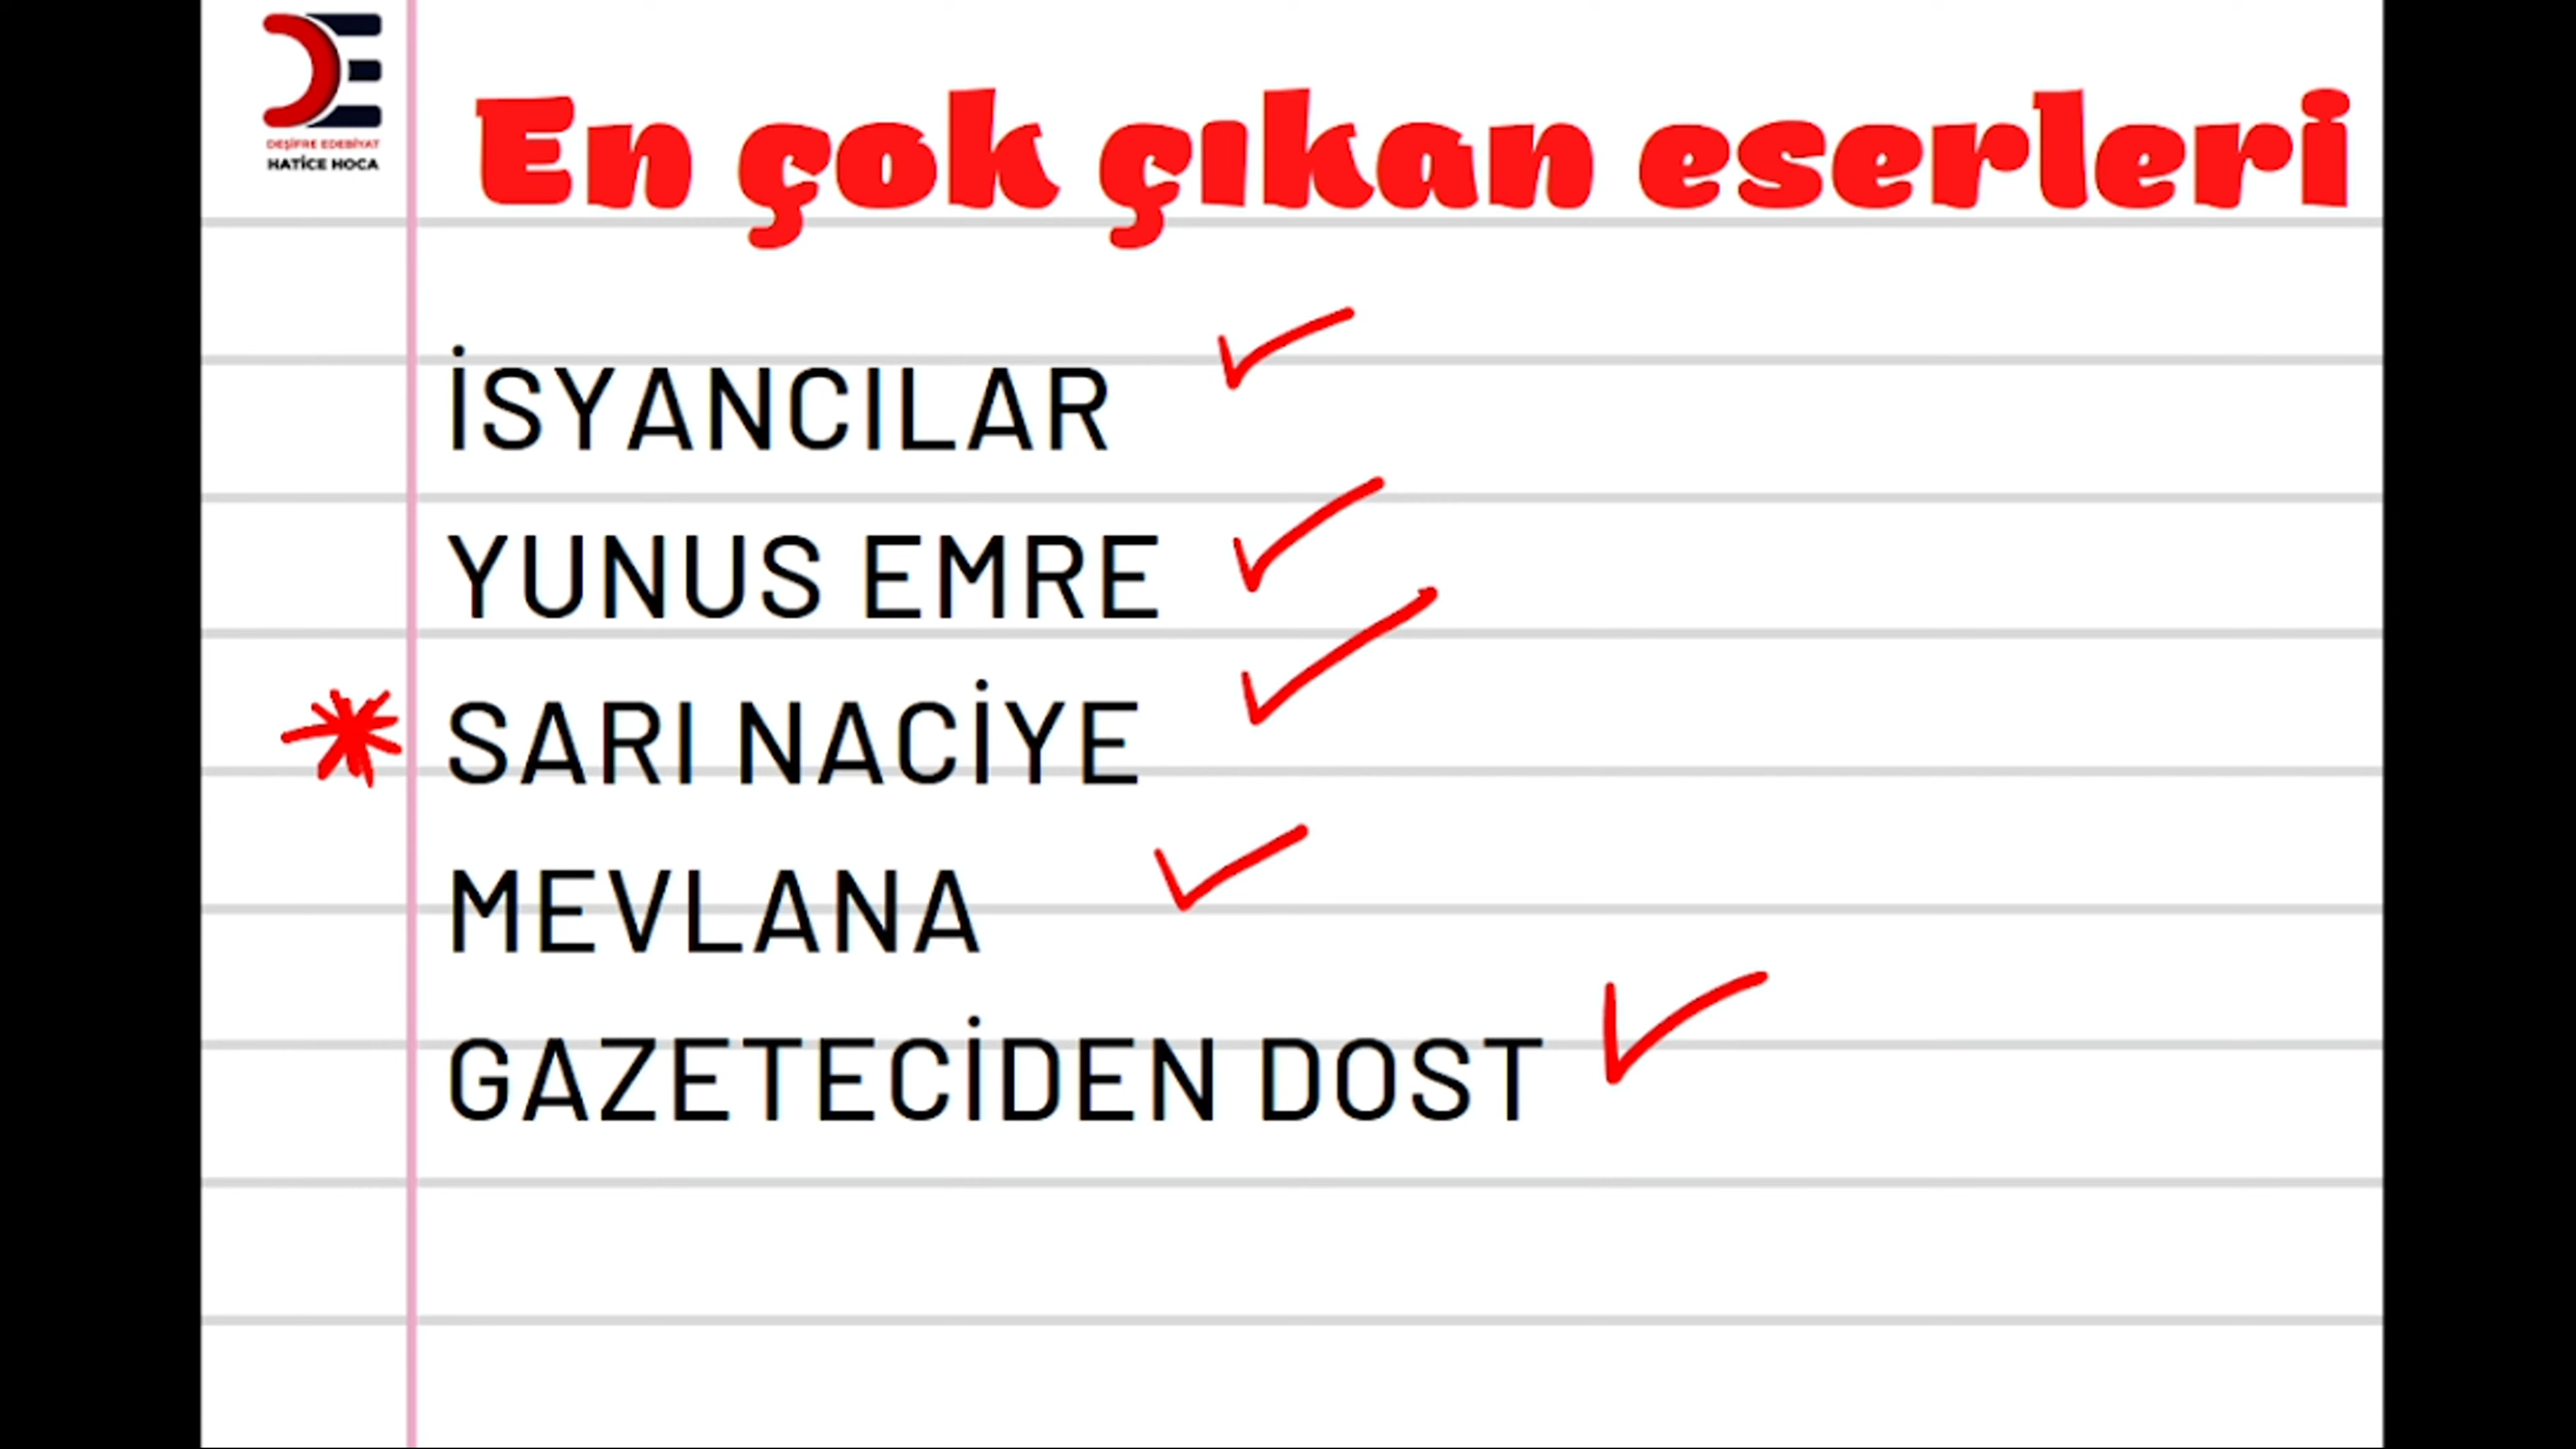 DEŞİFRE EDEBİYAT
HATİCE HOCA
En çok çıkan eserleri
İSYANCILAR
YUNUS EMRE
SARI NACİYE
MEVLANA
GAZETECİDEN DOST